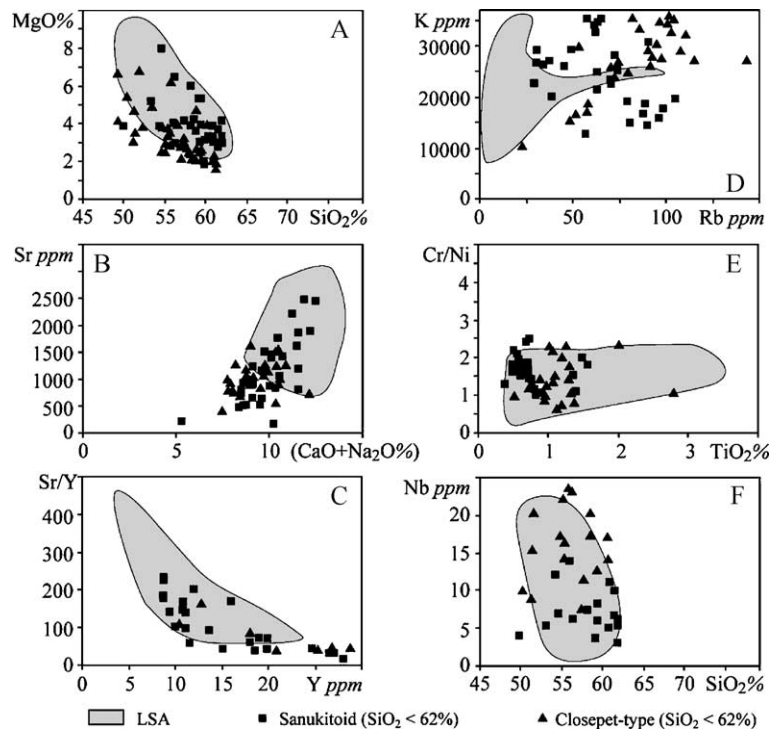 MgO%
A
8
6
4
2
0
45 50 55 60 65 70 SiO₂%
K ppm
30000
20000
10000
D
0 50 100 Rb ppm
Sr ppm
B
2500
2000
1500
1000
500
0
0 5 10 (CaO+Na₂O%)
Cr/Ni
E
4
3
2
1
0
0 1 2 3 TiO₂%
Sr/Y
C
400
300
200
100
0
0 10 20 Y ppm
Nb ppm
F
20
15
10
5
0
45 50 55 60 65 70 SiO₂%
LSA Sanukitoid (SiO₂ < 62%) Closepet-type (SiO₂ < 62%)